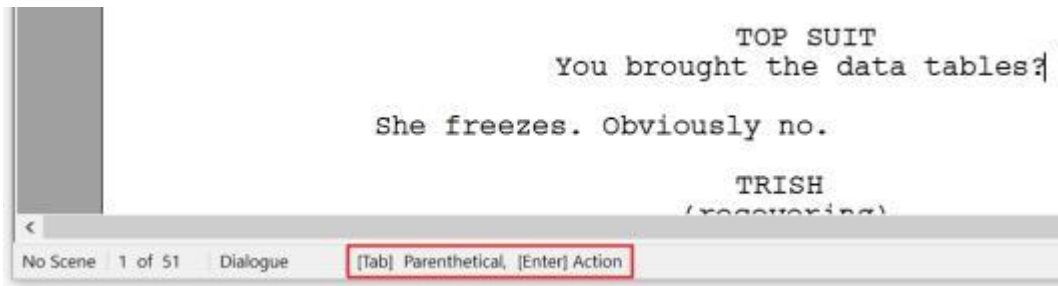 TOP SUIT
You brought the data tables?
She freezes. Obviously no.
TRISH
(recovering)
No Scene 1 of 51 Dialogue [Tab] Parenthetical, [Enter] Action